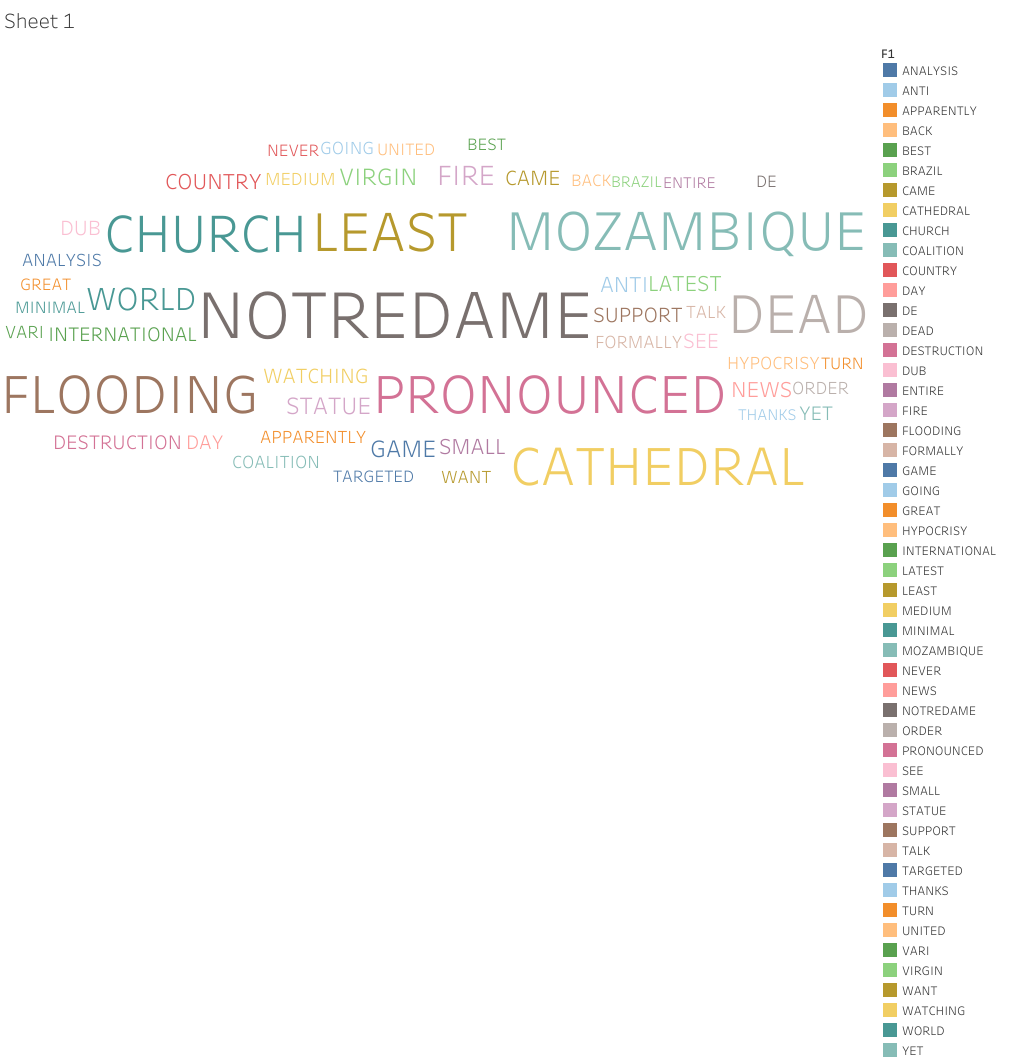 Sheet 1
NEVER GOING UNITED BEST
COUNTRY MEDIUM VIRGIN FIRE CAME BACK BRAZIL ENTIRE DE
DUB CHURCH LEAST MOZAMBIQUE
ANALYSIS
GREAT WORLD NOTREDAME ANTI LATEST DEAD
MINIMAL SUPPORT TALK
VARI INTERNATIONAL FORMALLY SEE
FLOODING WATCHING PRONOUNCED HYPOCRISY TURN
STATUE NEWS ORDER
THANKS YET
DESTRUCTION DAY APPARENTLY GAME SMALL CATHEDRAL
COALITION TARGETED WANT
F1
ANALYSIS
ANTI
APPARENTLY
BACK
BEST
BRAZIL
CAME
CATHEDRAL
CHURCH
COALITION
COUNTRY
DAY
DE
DEAD
DESTRUCTION
DUB
ENTIRE
FIRE
FLOODING
FORMALLY
GAME
GOING
GREAT
HYPOCRISY
INTERNATIONAL
LATEST
LEAST
MEDIUM
MINIMAL
MOZAMBIQUE
NEVER
NEWS
NOTREDAME
ORDER
PRONOUNCED
SEE
SMALL
STATUE
SUPPORT
TALK
TARGETED
THANKS
TURN
UNITED
VARI
VIRGIN
WANT
WATCHING
WORLD
YET